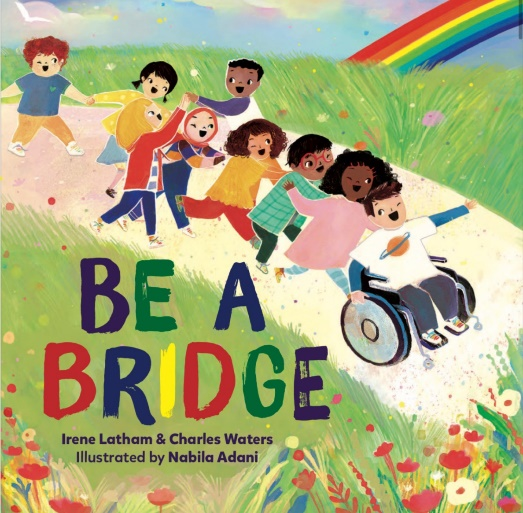 BE A
BRIDGE
Irene Latham & Charles Waters
Illustrated by Nabila Adani